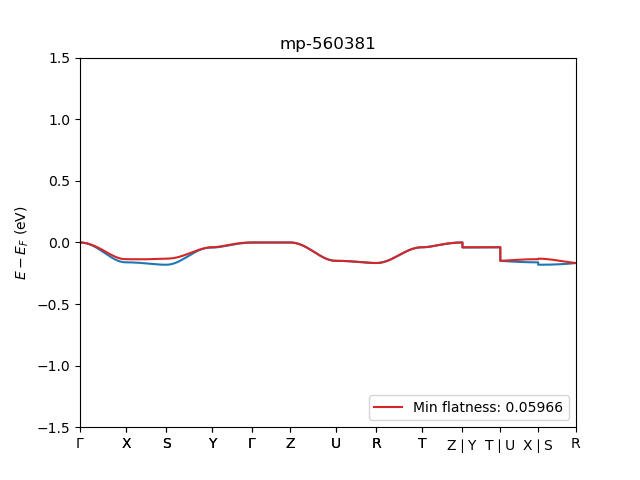 mp-560381
1.5
1.0
0.5
0.0
−0.5
−1.0
−1.5
E − E_F (eV)
Min flatness: 0.05966
Γ X S Y Γ Z U R T Z | Y T | U X | S R